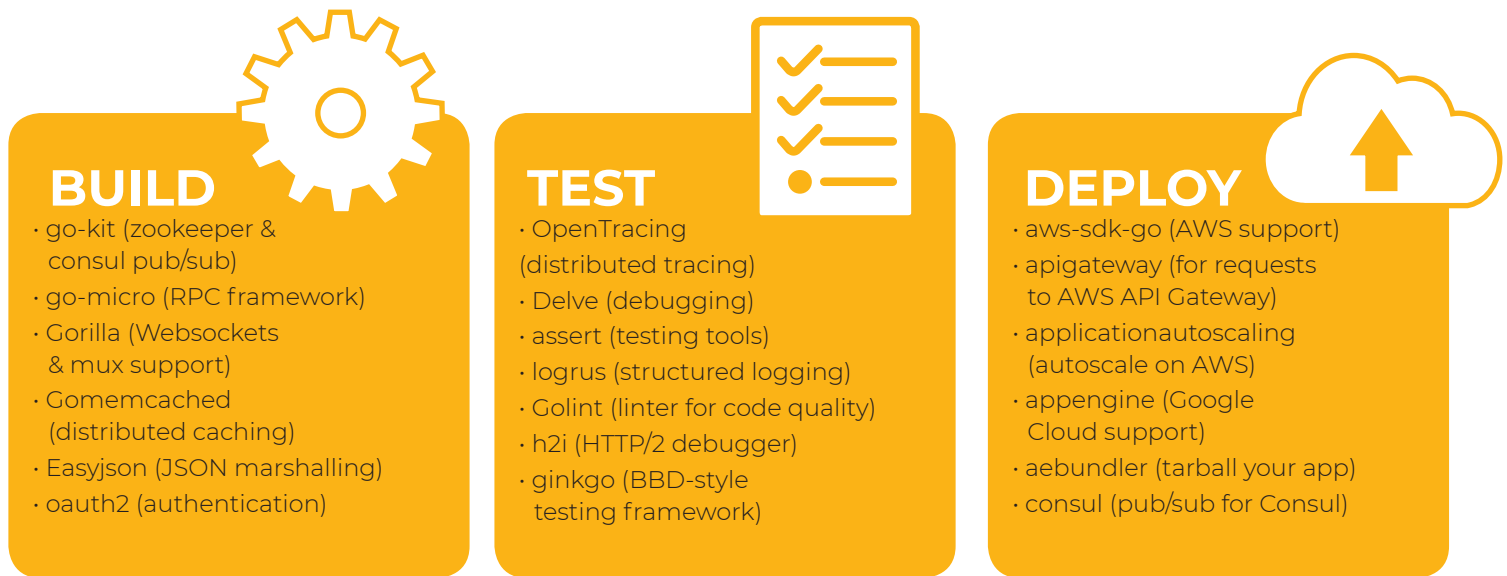 BUILD
· go-kit (zookeeper &
consul pub/sub)
· go-micro (RPC framework)
· Gorilla (Websockets
& mux support)
· Gomemcached
(distributed caching)
· Easyjson (JSON marshalling)
· oauth2 (authentication)
TEST
· OpenTracing
(distributed tracing)
· Delve (debugging)
· assert (testing tools)
· logrus (structured logging)
· Golint (linter for code quality)
· h2i (HTTP/2 debugger)
· ginkgo (BBD-style
testing framework)
DEPLOY
· aws-sdk-go (AWS support)
· apigateway (for requests
to AWS API Gateway)
· applicationautoscaling
(autoscale on AWS)
· appengine (Google
Cloud support)
· aebundler (tarball your app)
· consul (pub/sub for Consul)